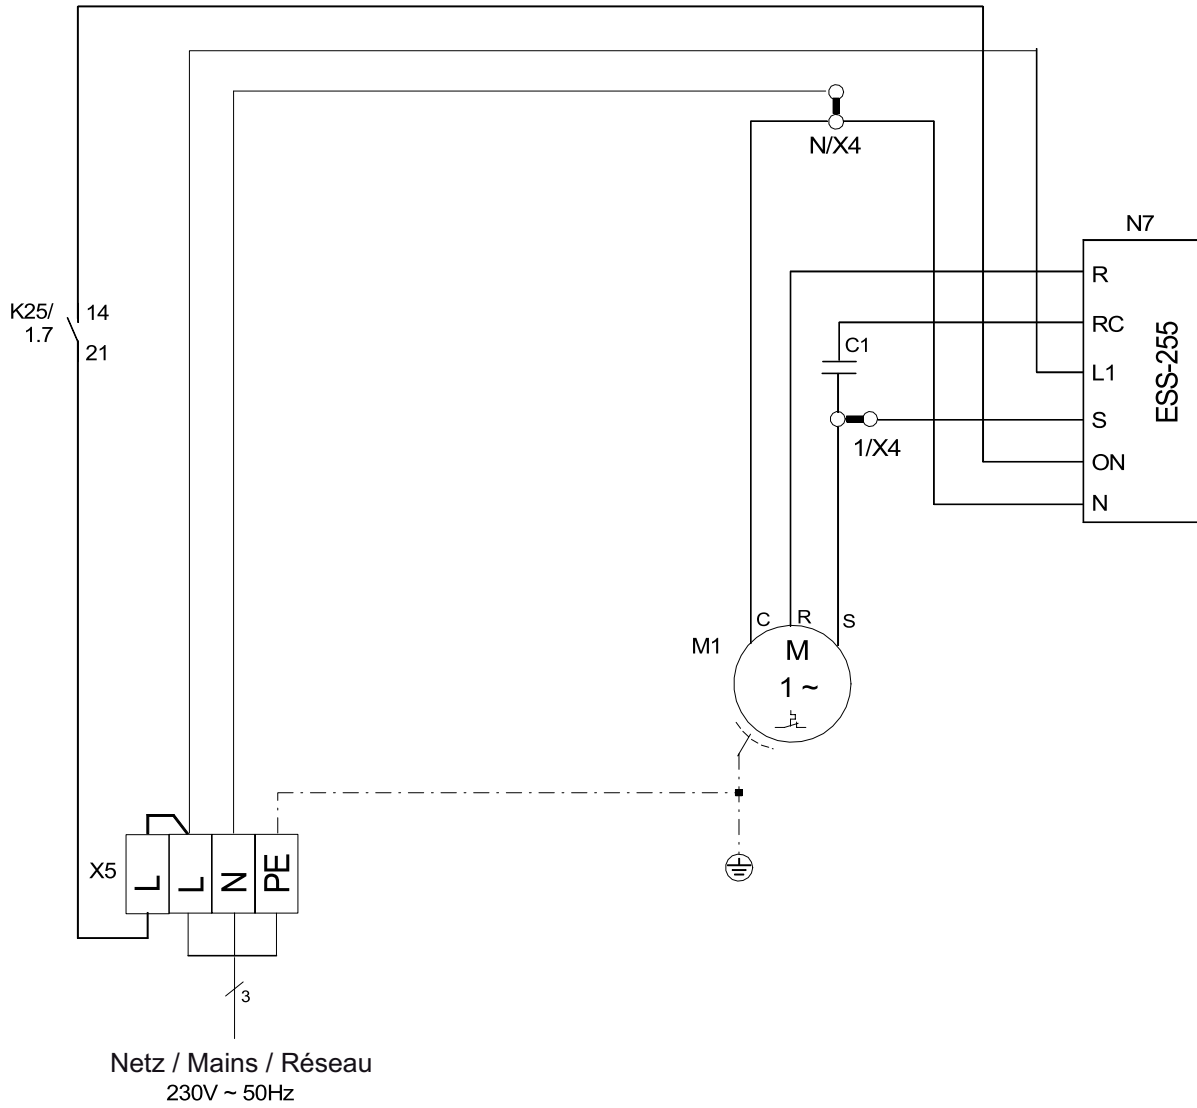 N/X4
N7
R
K25/
1.7
14
21
RC
C1
L1
ESS-255
S
1/X4
ON
N
C
R
S
M1
M
1 ~
X5
L
L
N
PE
3
Netz / Mains / Réseau
230V ~ 50Hz